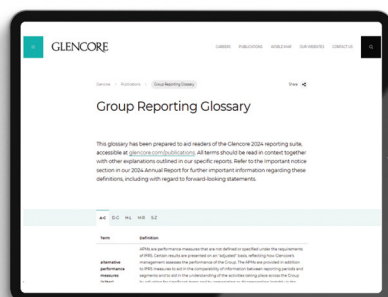 GLENCORE
CAREERS PUBLICATIONS WORLD MAP OUR WEBSITES CONTACT US
Glencore Publications Group Reporting Glossary Share
Group Reporting Glossary
This glossary has been prepared to aid readers of the Glencore 2024 reporting suite,
accessible at glencore.com/publications. All terms should be read in context together
with other explanations outlined in our specific reports. Refer to the Important notice
section in our 2024 Annual Report for further important information regarding these
definitions, including with regard to forward-looking statements.
A-C D-G H-L M-R S-Z
Term Definition
APMs are performance measures that are not defined or specified under the requirements
of IFRS. Certain results are presented on an 'adjusted' basis, reflecting how Glencore's
alternative management assesses the performance of the Group. The APMs are provided in addition
performance to IFRS measures to aid in the comparability of information between reporting periods and
measures segments and to aid in the understanding of the activities taking place across the Group